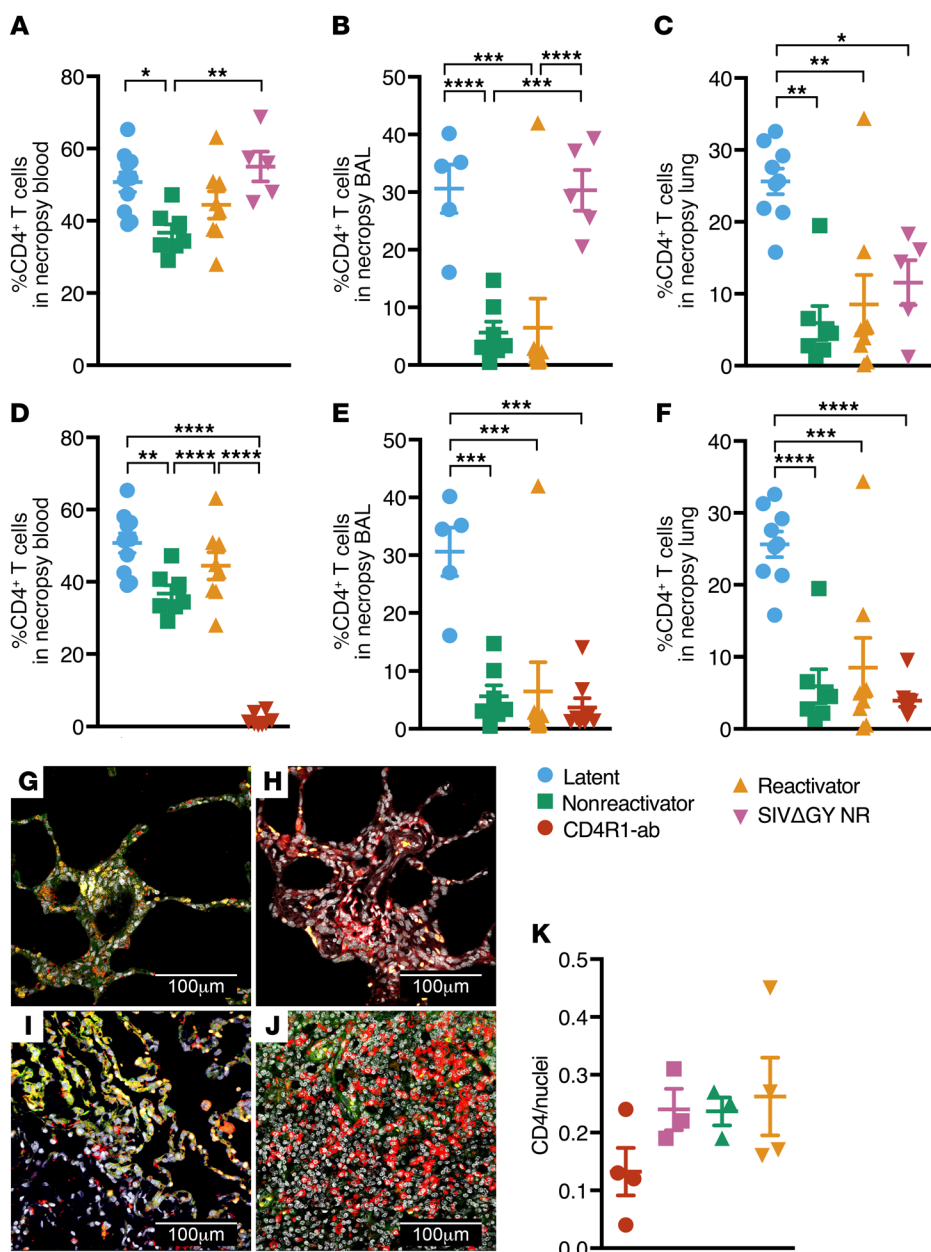 A
%CD4+ T cells
in necropsy blood
80
60
40
20
0
*
**
B
%CD4+ T cells
in necropsy BAL
50
40
30
20
10
0
***
****
****
***
C
%CD4+ T cells
in necropsy lung
40
30
20
10
0
*
**
**
D
%CD4+ T cells
in necropsy blood
80
60
40
20
0
****
**
****
****
E
%CD4+ T cells
in necropsy BAL
50
40
30
20
10
0
***
***
***
F
%CD4+ T cells
in necropsy lung
40
30
20
10
0
****
***
****
G
100μm
H
100μm
I
100μm
J
100μm
Latent
Nonreactivator
CD4R1-ab
Reactivator
SIVΔGY NR
K
CD4/nuclei
0.5
0.4
0.3
0.2
0.1
0.0